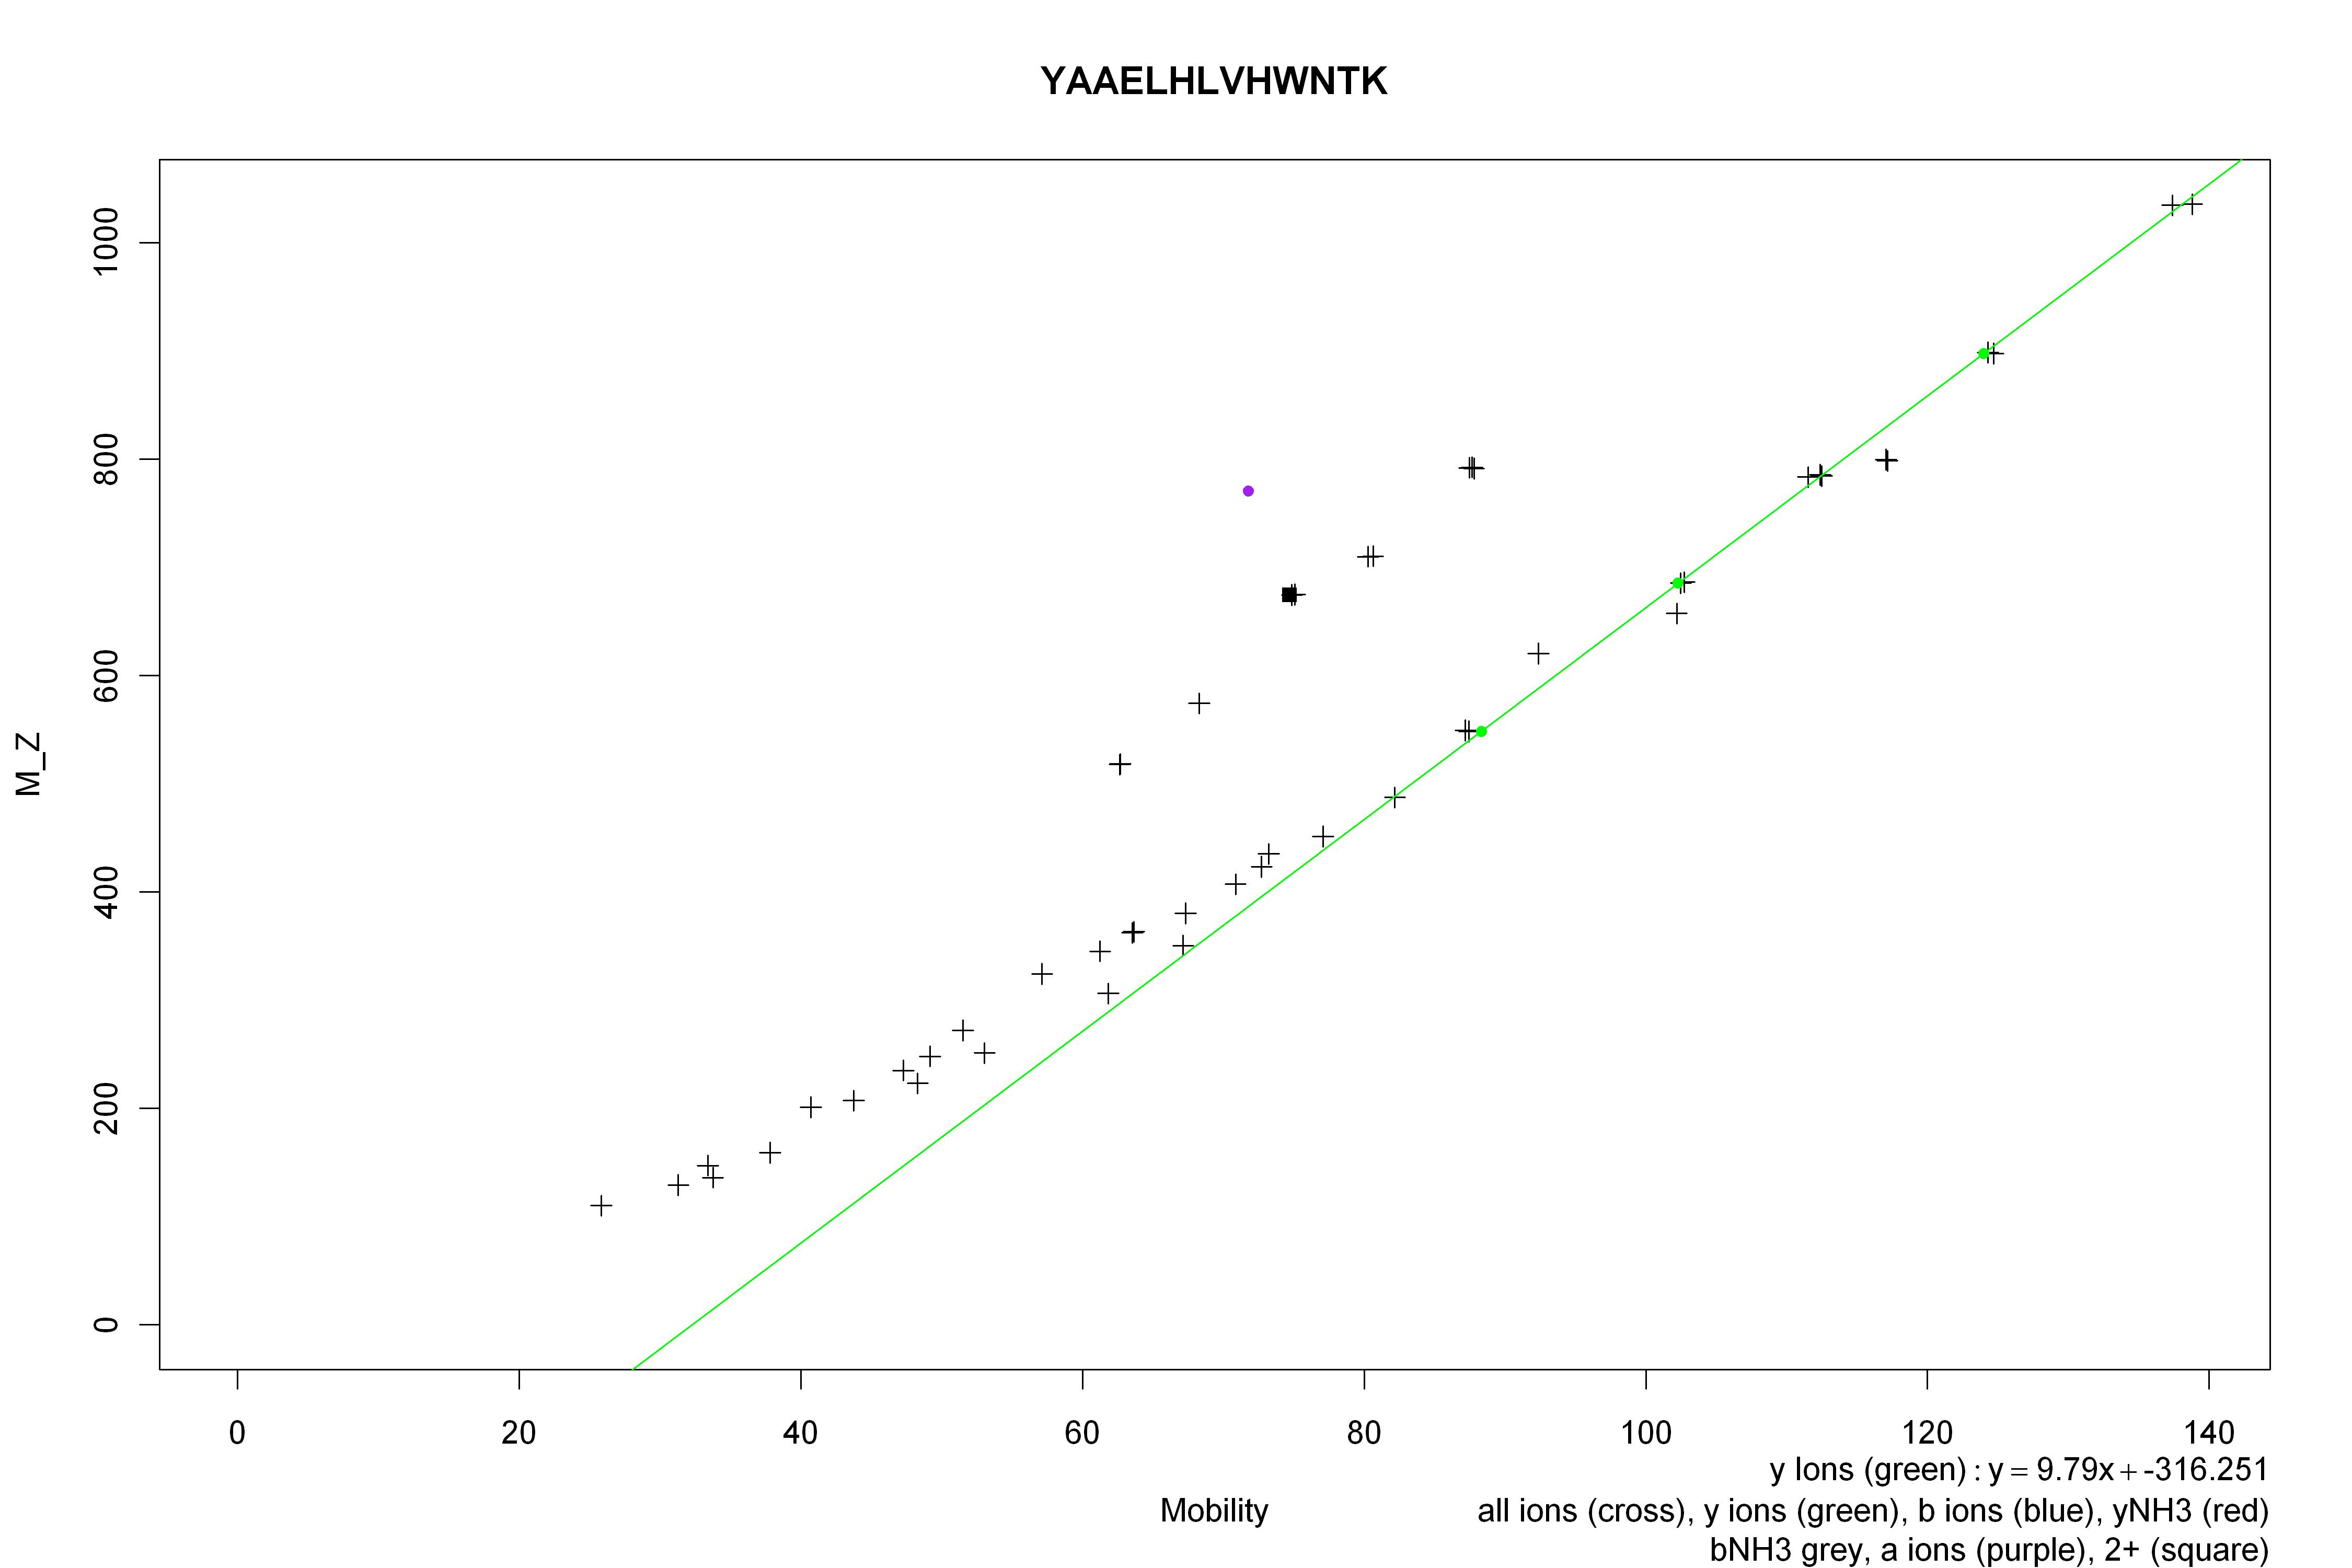 YAAELHLVHWNTK
1000
800
600
400
200
0
M_Z
0 20 40 60 80 100 120 140
y Ions (green) : y = 9.79x + -316.251
Mobility
all ions (cross), y ions (green), b ions (blue), yNH3 (red)
bNH3 grey, a ions (purple), 2+ (square)